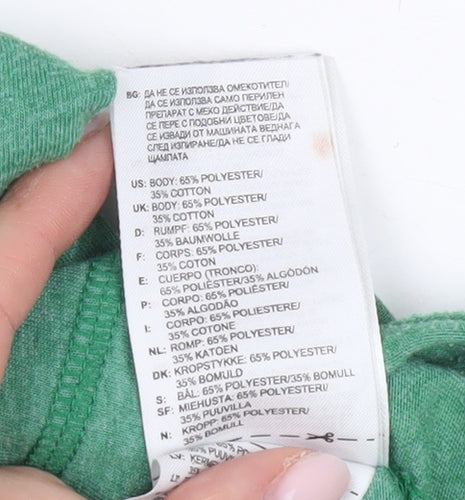 BG: ДА НЕ СЕ ИЗПОЛЗВА ОМЕКОТИТЕЛ/
ДА СЕ ИЗПОЛЗВА САМО ПЕРИЛЕН
ПРЕПАРАТ С МЕКО ДЕЙСТВИЕ/ДА
СЕ ПЕРЕ С ПОДОБНИ ЦВЕТОВЕ/ДА
СЕ ИЗВАДИ ОТ МАШИНАТА ВЕДНАГА
СЛЕД ИЗПИРАНЕ/ДА НЕ СЕ ГЛАДИ
ЩАМПАТА
US: BODY: 65% POLYESTER/
35% COTTON
UK: BODY: 65% POLYESTER/
35% COTTON
D: RUMPF: 65% POLYESTER/
35% BAUMWOLLE
F: CORPS: 65% POLYESTER/
35% COTON
E: CUERPO (TRONCO):
65% POLIÉSTER/35% ALGODÓN
P: CORPO: 65% POLIÉSTER/
35% ALGODÃO
I: CORPO: 65% POLIESTERE/
35% COTONE
NL: ROMP: 65% POLYESTER/
35% KATOEN
DK: KROPSTYKKE: 65% POLYESTER/
35% BOMULD
S: BÅL: 65% POLYESTER/35% BOMULL
SF: MIEHUSTA: 65% POLYESTERI/
35% PUUVILLA
N: KROPP: 65% POLYESTER/
35% BOMULL